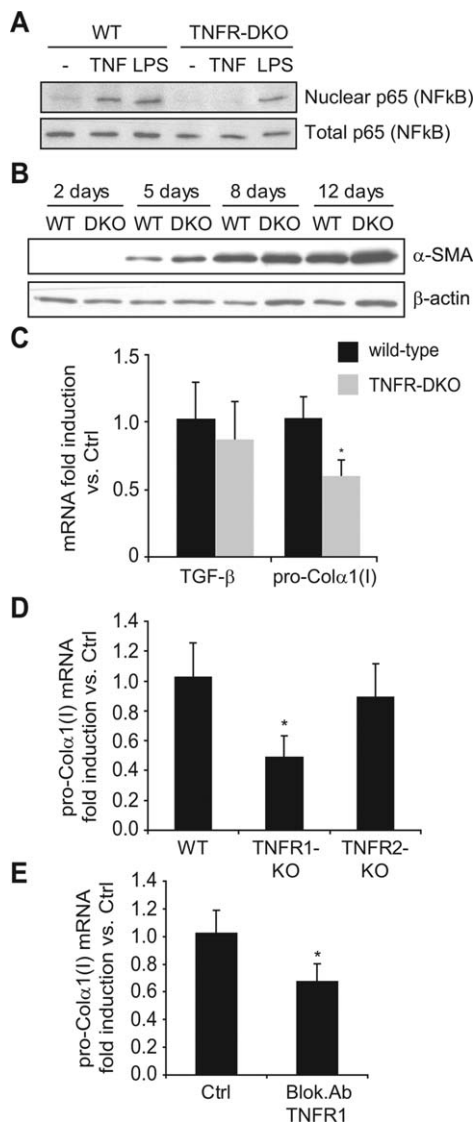 A
WT TNFR-DKO
- TNF LPS - TNF LPS
Nuclear p65 (NFkB)
Total p65 (NFkB)
B
2 days 5 days 8 days 12 days
WT DKO WT DKO WT DKO WT DKO
α-SMA
β-actin
C
mRNA fold induction
vs. Ctrl
1.5
1.0
0.5
0
wild-type
TNFR-DKO
*
TGF-β pro-Colα1(I)
D
pro-Colα1(I) mRNA
fold induction vs. Ctrl
1.4
1.2
1.0
0.8
0.6
0.4
0.2
0.0
*
WT TNFR1-KO TNFR2-KO
E
pro-Colα1(I) mRNA
fold induction vs. Ctrl
1.4
1.2
1.0
0.8
0.6
0.4
0.2
0.0
*
Ctrl Blok.Ab
TNFR1